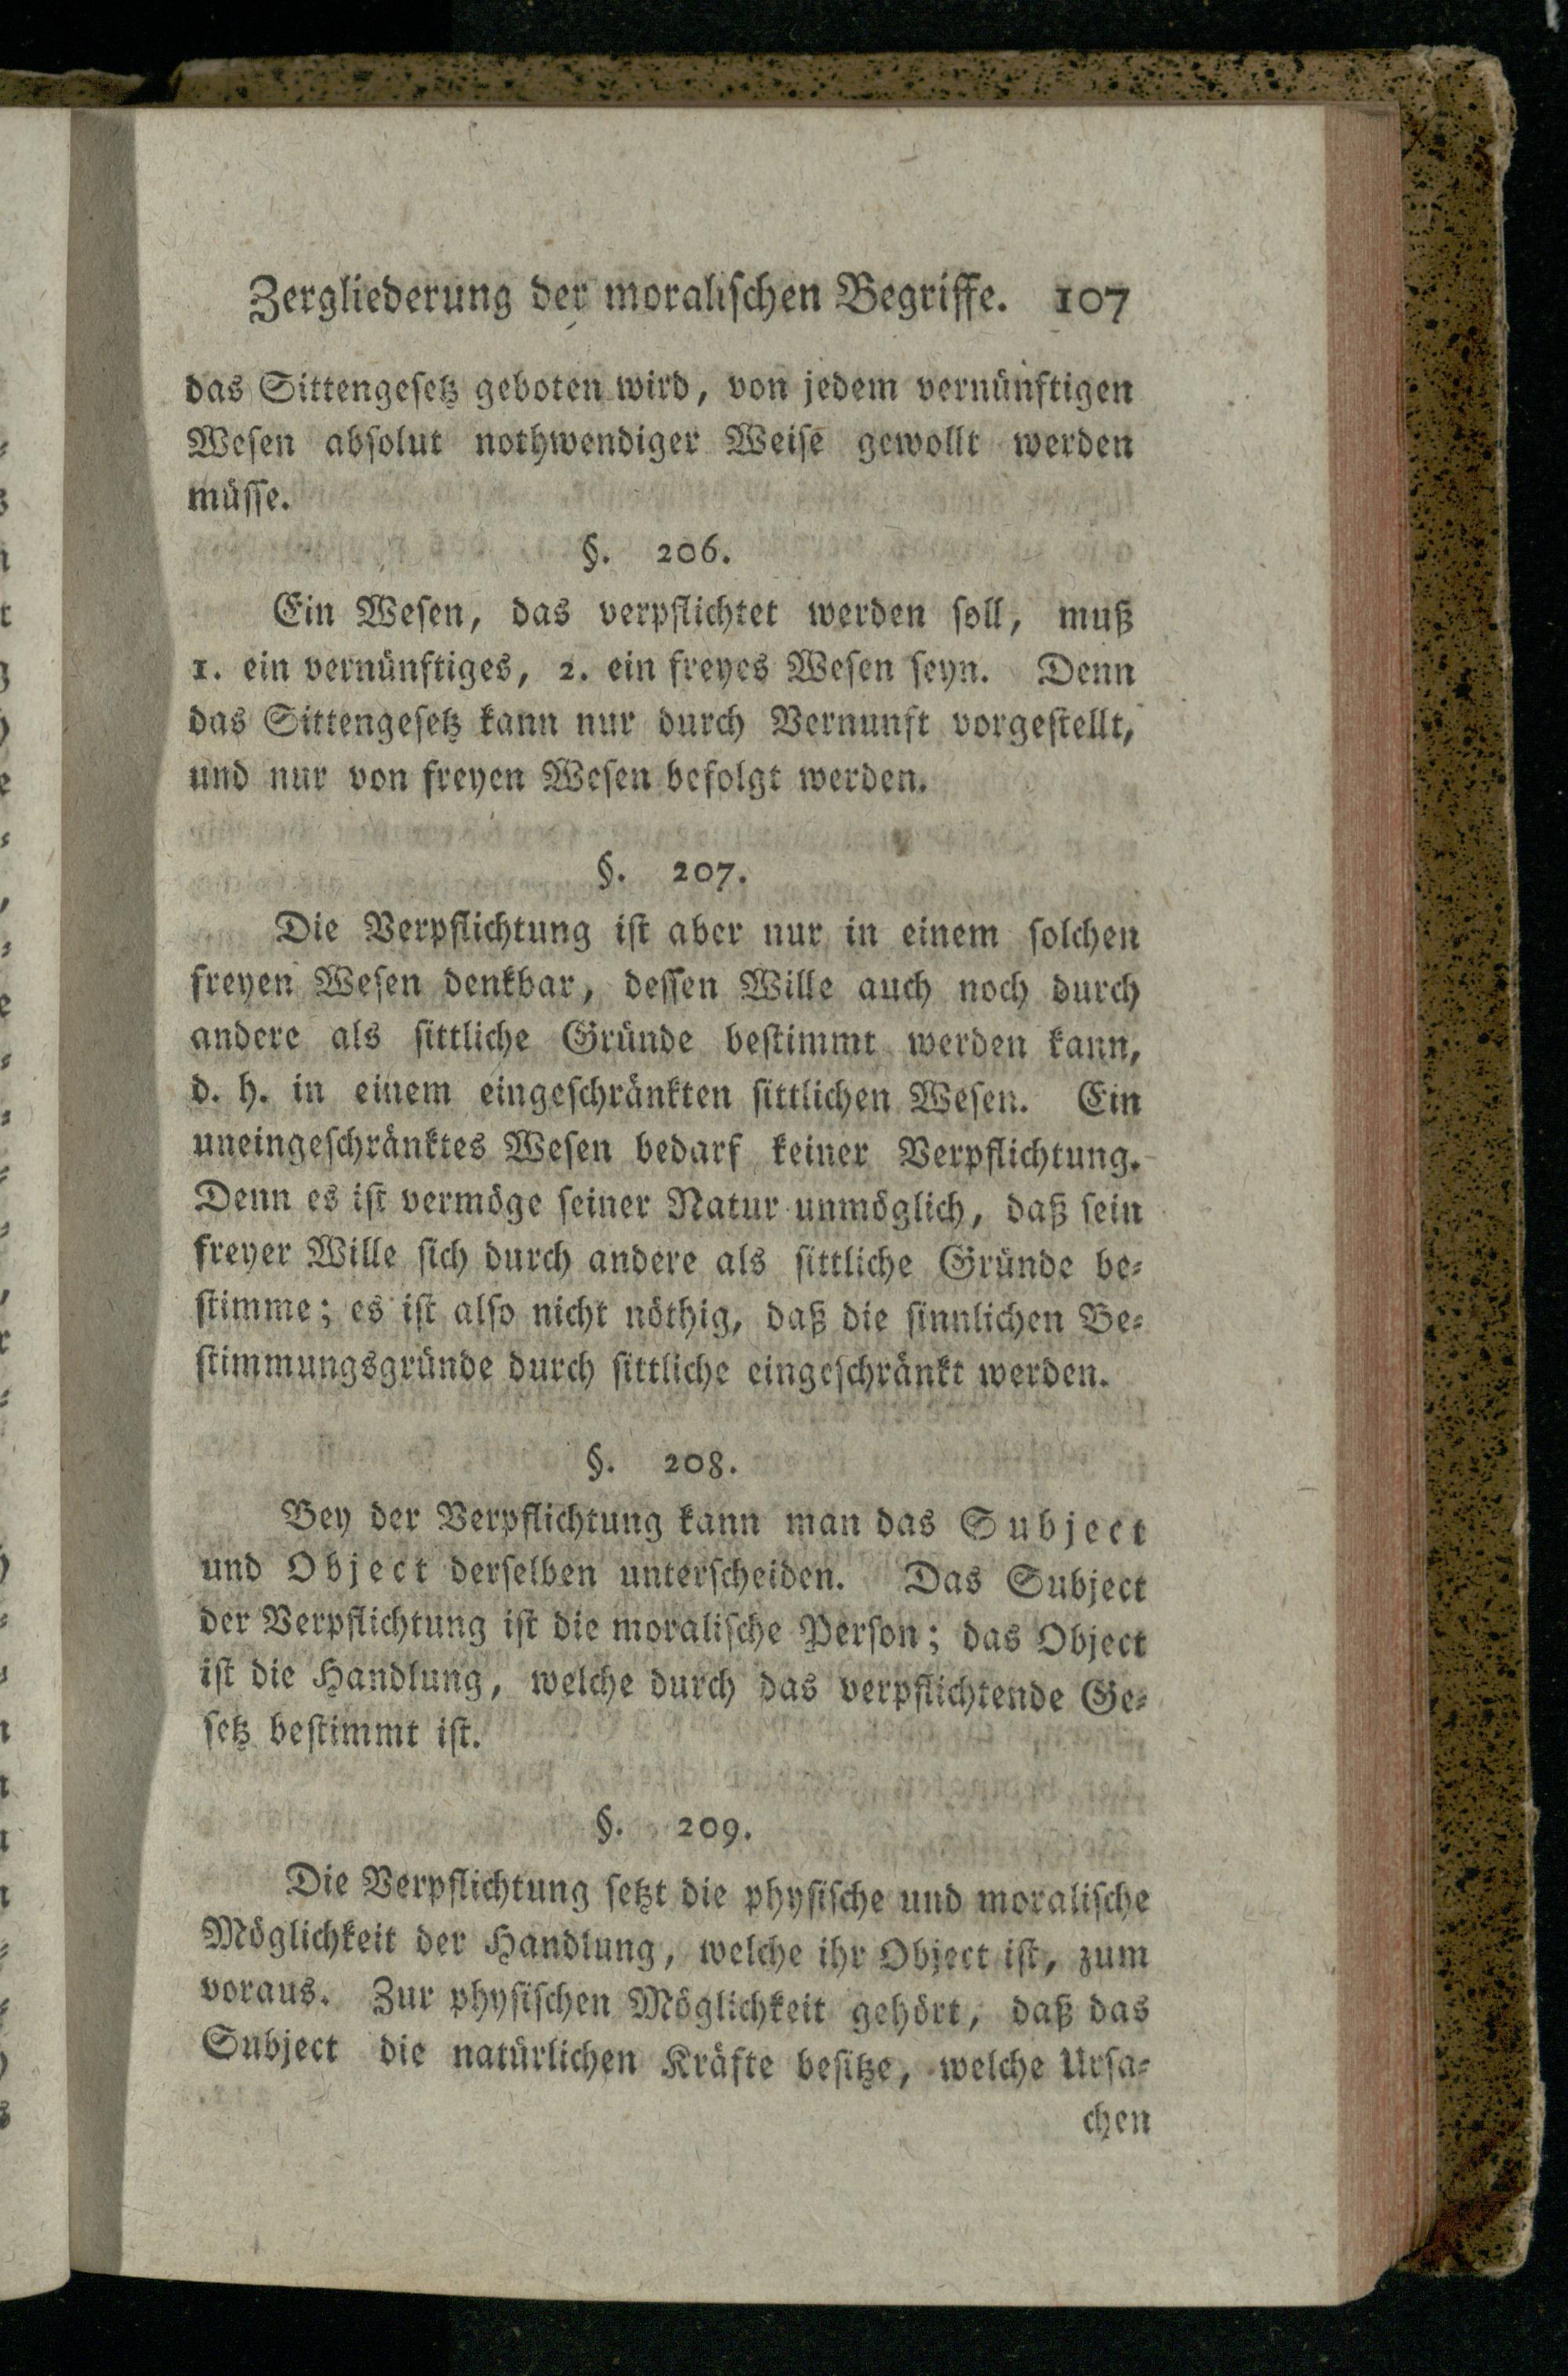 Zergliederung der moralischen Begriffe. 107
das Sittengesetz geboten wird, von jedem vernünftigen
Wesen absolut nothwendiger Weise gewollt werden
müsse.
§. 206.
Ein Wesen, das verpflichtet werden soll, muß
1. ein vernünftiges, 2. ein freyes Wesen seyn. Denn
das Sittengesetz kann nur durch Vernunft vorgestellt,
und nur von freyen Wesen befolgt werden.
§. 207.
Die Verpflichtung ist aber nur in einem solchen
freyen Wesen denkbar, dessen Wille auch noch durch
andere als sittliche Gründe bestimmt werden kann,
d. h. in einem eingeschränkten sittlichen Wesen. Ein
uneingeschränktes Wesen bedarf keiner Verpflichtung.
Denn es ist vermöge seiner Natur unmöglich, daß sein
freyer Wille sich durch andere als sittliche Gründe be-
stimme; es ist also nicht nöthig, daß die sinnlichen Be-
stimmungsgründe durch sittliche eingeschränkt werden.
§. 208.
Bey der Verpflichtung kann man das Subject
und Object derselben unterscheiden. Das Subject
der Verpflichtung ist die moralische Person; das Object
ist die Handlung, welche durch das verpflichtende Ge-
setz bestimmt ist.
§. 209.
Die Verpflichtung setzt die physische und moralische
Möglichkeit der Handlung, welche ihr Object ist, zum
voraus. Zur physischen Möglichkeit gehört, daß das
Subject die natürlichen Kräfte besitze, welche Ursa-
chen